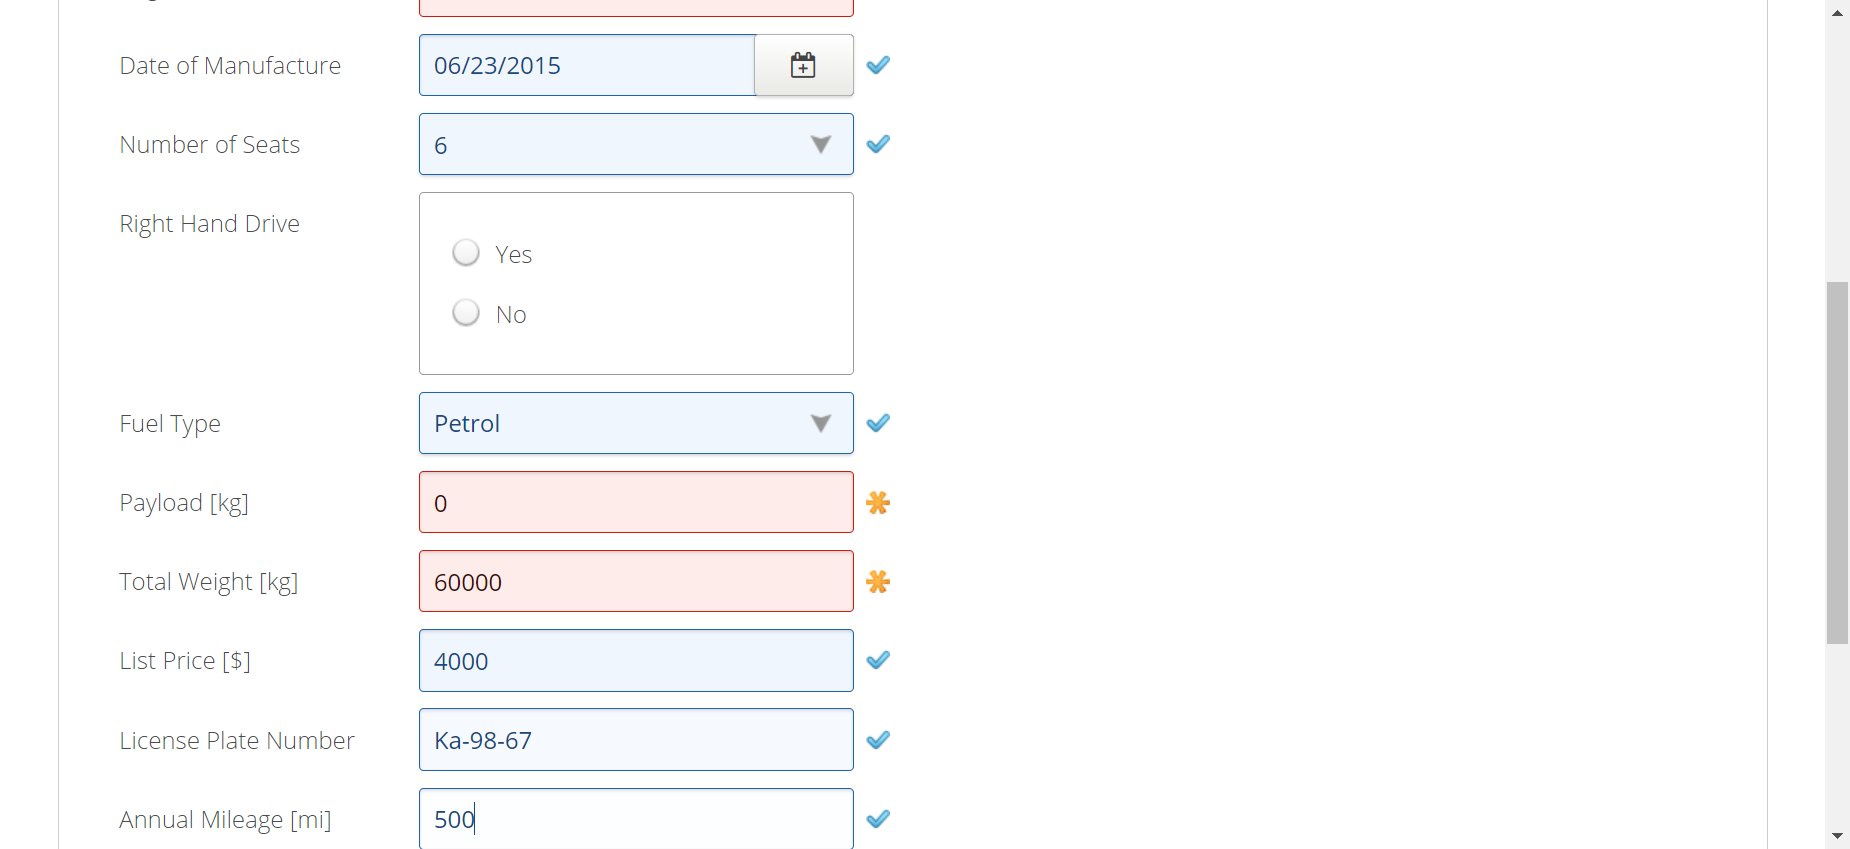 Date of Manufacture 06/23/2015
Number of Seats 6
Right Hand Drive
Yes
No
Fuel Type Petrol
Payload [kg] 0
Total Weight [kg] 60000
List Price [$] 4000
License Plate Number Ka-98-67
Annual Mileage [mi] 500